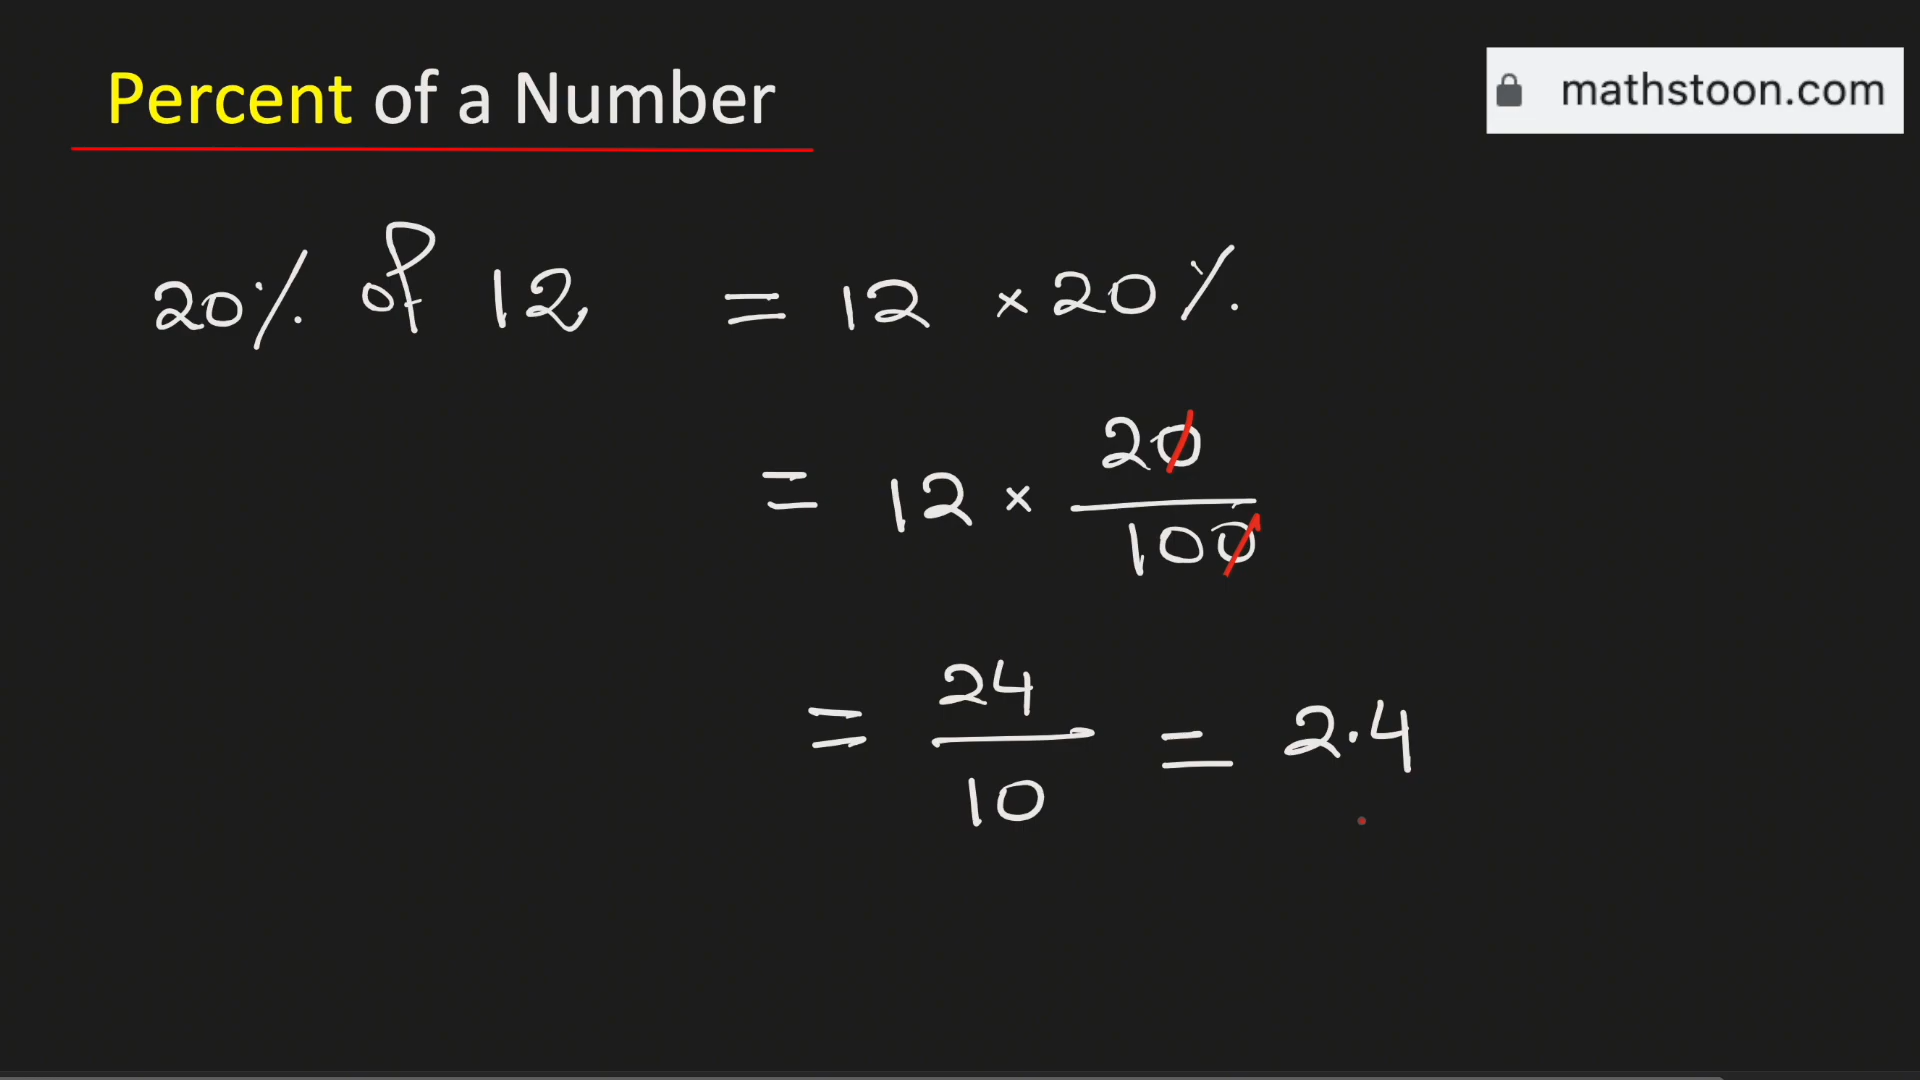 Percent of a Number
mathstoon.com
20% of 12 = 12 × 20%
= 12 × 20/100
= 24/10 = 2.4